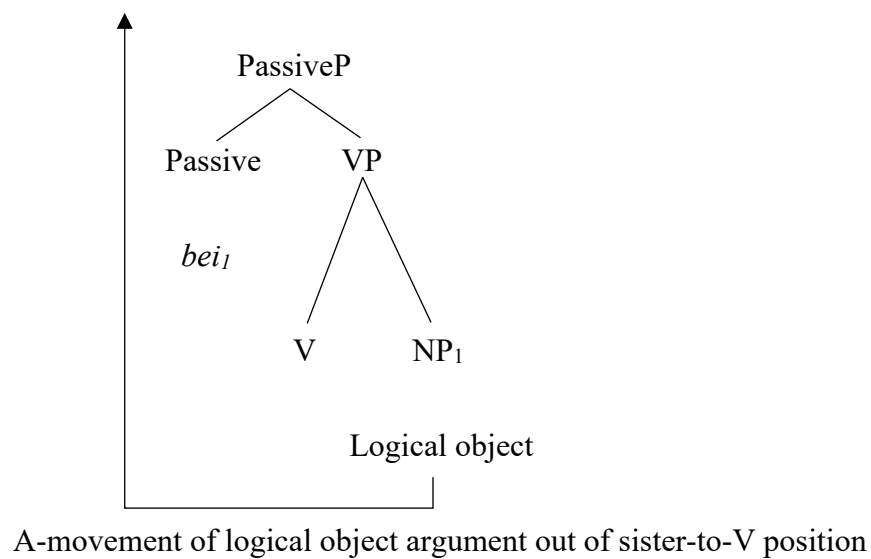 PassiveP
Passive VP
bei₁
V NP₁
Logical object
A-movement of logical object argument out of sister-to-V position